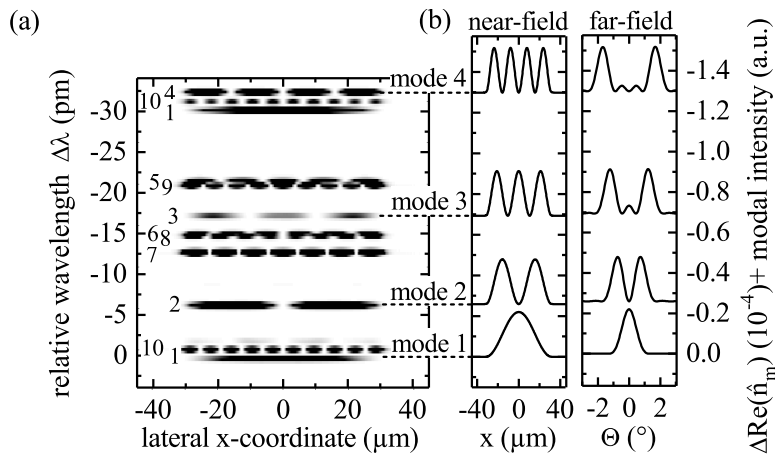 (a)
(b) near-field far-field
relative wavelength Δλ (pm)
-30
-25
-20
-15
-10
-5
0
10 4
1
5 9
3
6 8
7
2
10
1
-40 -20 0 20 40
lateral x-coordinate (µm)
mode 4
mode 3
mode 2
mode 1
-40 0 40
x (µm)
-2 0 2
Θ (°)
-1.4
-1.2
-1.0
-0.8
-0.6
-0.4
-0.2
0.0
ΔRe(n̂m) (10-4)+ modal intensity (a.u.)